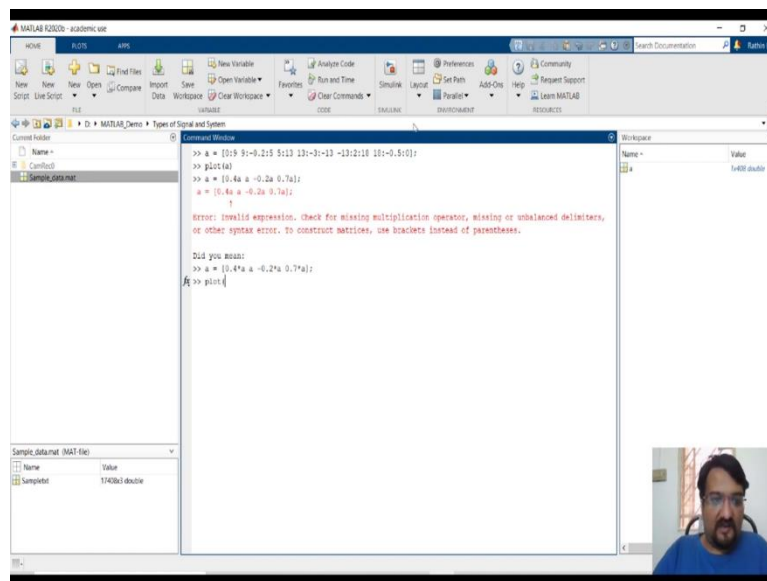 MATLAB R2020b - academic use
HOME PLOTS APPS
Search Documentation
Rathin
New Script
New Live Script
New
Open
Find Files
Compare
Import Data
Save Workspace
New Variable
Open Variable
Clear Workspace
Favorites
Analyze Code
Run and Time
Clear Commands
Simulink
Layout
Preferences
Set Path
Parallel
Add-Ons
Help
Community
Request Support
Learn MATLAB
FILE VARIABLE CODE SIMULINK ENVIRONMENT RESOURCES
D: MATLAB_Demo Types of Signal and System
Current Folder
Name
CamRec0
Sample_data.mat
Command Window
>> a = [0:9 9:-0.2:5 5:13 13:-3:-13 -13:2:18 18:-0.5:0];
>> plot(a)
>> a = [0.4a a -0.2a 0.7a];
a = [0.4a a -0.2a 0.7a];
↑
Error: Invalid expression. Check for missing multiplication operator, missing or unbalanced delimiters,
or other syntax error. To construct matrices, use brackets instead of parentheses.
Did you mean:
>> a = [0.4*a a -0.2*a 0.7*a];
fx >> plot(
Workspace
Name Value
a 1x408 double
Sample_data.mat (MAT-file)
Name Value
Sampletxt 17408x3 double